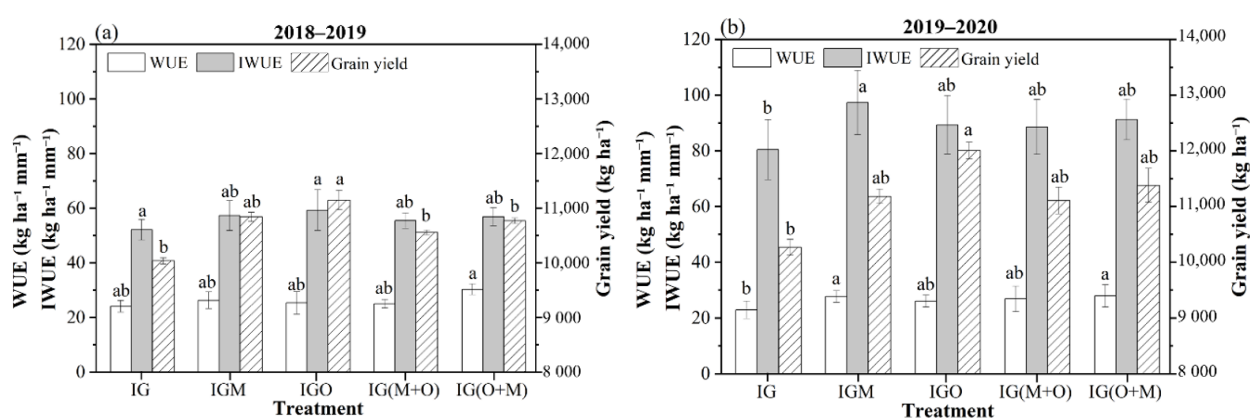 (a)
2018–2019
WUE
IWUE
Grain yield
120
100
80
60
40
20
0
WUE (kg ha⁻¹ mm⁻¹)
IWUE (kg ha⁻¹ mm⁻¹)
ab a b
ab ab ab
ab a a
ab ab b
a ab b
14,000
13,000
12,000
11,000
10,000
9 000
8 000
Grain yield (kg ha⁻¹)
IG IGM IGO IG(M+O) IG(O+M)
Treatment
(b)
2019–2020
WUE
IWUE
Grain yield
120
100
80
60
40
20
0
WUE (kg ha⁻¹ mm⁻¹)
IWUE (kg ha⁻¹ mm⁻¹)
b b b
ab a ab
ab ab a
ab ab ab
a ab ab
14,000
13,000
12,000
11,000
10,000
9 000
8 000
Grain yield (kg ha⁻¹)
IG IGM IGO IG(M+O) IG(O+M)
Treatment